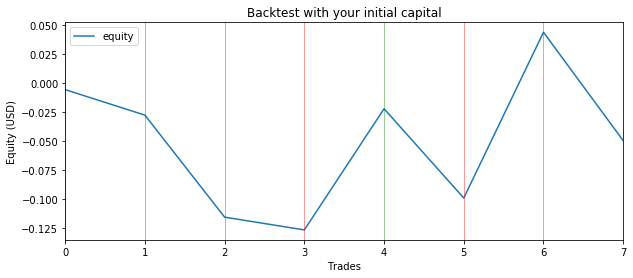 Backtest with your initial capital
equity
0.050
0.025
0.000
−0.025
−0.050
−0.075
−0.100
−0.125
Equity (USD)
0 1 2 3 4 5 6 7
Trades